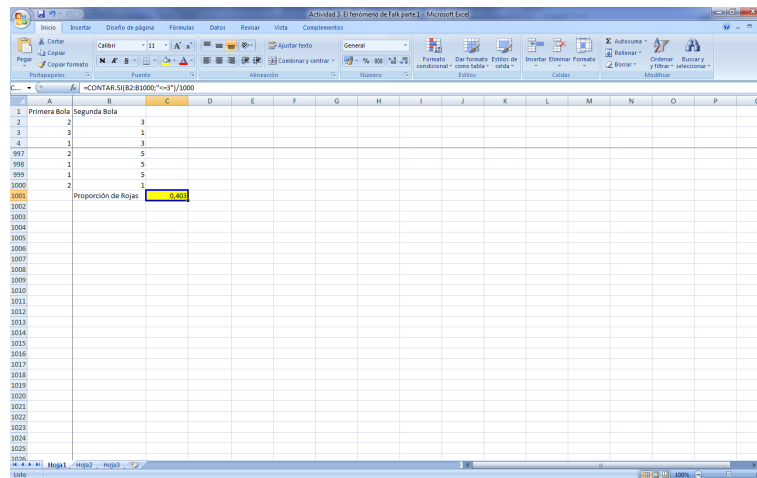 Actividad 3. El fenómeno de Falk parte 1 - Microsoft Excel
Inicio Insertar Diseño de página Fórmulas Datos Revisar Vista Complementos
Pegar
Cortar
Copiar
Copiar formato
Portapapeles
Calibri 11
N K S
Fuente
Ajustar texto
Combinar y centrar
Alineación
General
% 000
Número
Formato condicional
Dar formato como tabla
Estilos de celda
Estilos
Insertar Eliminar Formato
Celdas
Σ Autosuma
Rellenar
Borrar
Ordenar y filtrar
Buscar y seleccionar
Modificar
C... fx =CONTAR.SI(B2:B1000;"<=3")/1000
A B C D E F G H I J K L M N O P
1 Primera Bola Segunda Bola
2 2 3
3 3 1
4 1 3
997 2 5
998 1 5
999 1 5
1000 2 1
1001 Proporción de Rojas 0,403
1002
1003
1004
1005
1006
1007
1008
1009
1010
1011
1012
1013
1014
1015
1016
1017
1018
1019
1020
1021
1022
1023
1024
1025
1026
Hoja1 Hoja2 Hoja3
Listo 100%